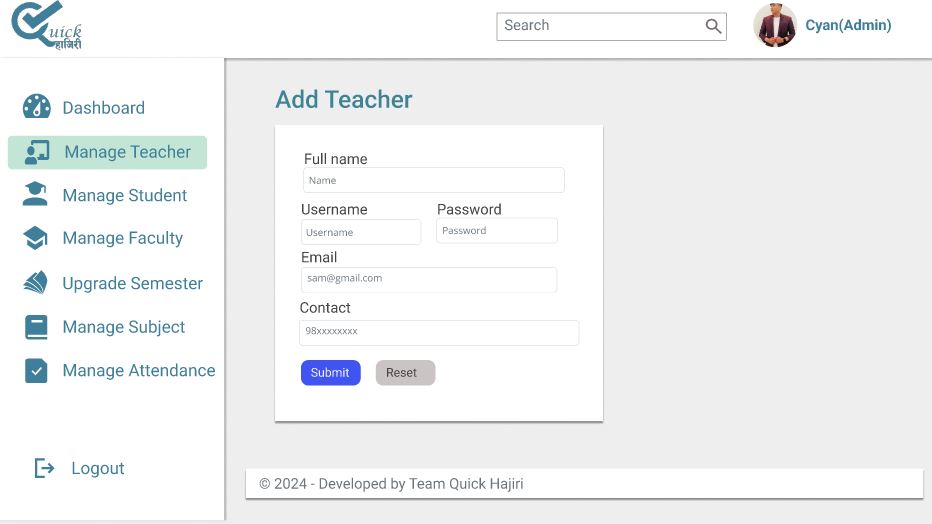 Quick
हाजिरी
Search
Cyan(Admin)
Dashboard
Manage Teacher
Manage Student
Manage Faculty
Upgrade Semester
Manage Subject
Manage Attendance
Logout
Add Teacher
Full name
Name
Username Password
Username Password
Email
sam@gmail.com
Contact
98xxxxxxxx
Submit Reset
© 2024 - Developed by Team Quick Hajiri